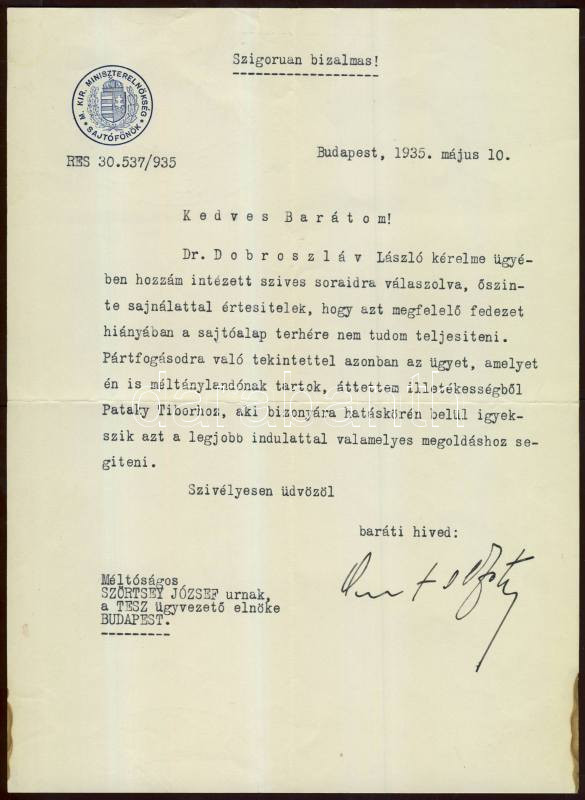 Szigoruan bizalmas!
M. KIR. MINISZTERELNÖKSÉG
* SAJTÓFŐNÖK *
RES 30.537/935
Budapest, 1935. május 10.
K e d v e s  B a r á t o m !
Dr. D o b r o s z l á v  László kérelme ügyé-
ben hozzám intézett szives soraidra válaszolva, őszin-
te sajnálattal értesitelek, hogy azt megfelelő fedezet
hiányában a sajtóalap terhére nem tudom teljesiteni.
Pártfogásodra való tekintettel azonban az ügyet, amelyet
én is méltánylandónak tartok, áttettem illetékességből
Pataky Tiborhoz, aki bizonyára hatáskörén belül igyek-
szik azt a legjobb indulattal valamelyes megoldáshoz se-
giteni.
Szivélyesen üdvözöl
baráti hived:
Méltóságos
SZÖRTSEY JÓZSEF urnak,
a TESZ ügyvezető elnöke
BUDAPEST.
darabanth